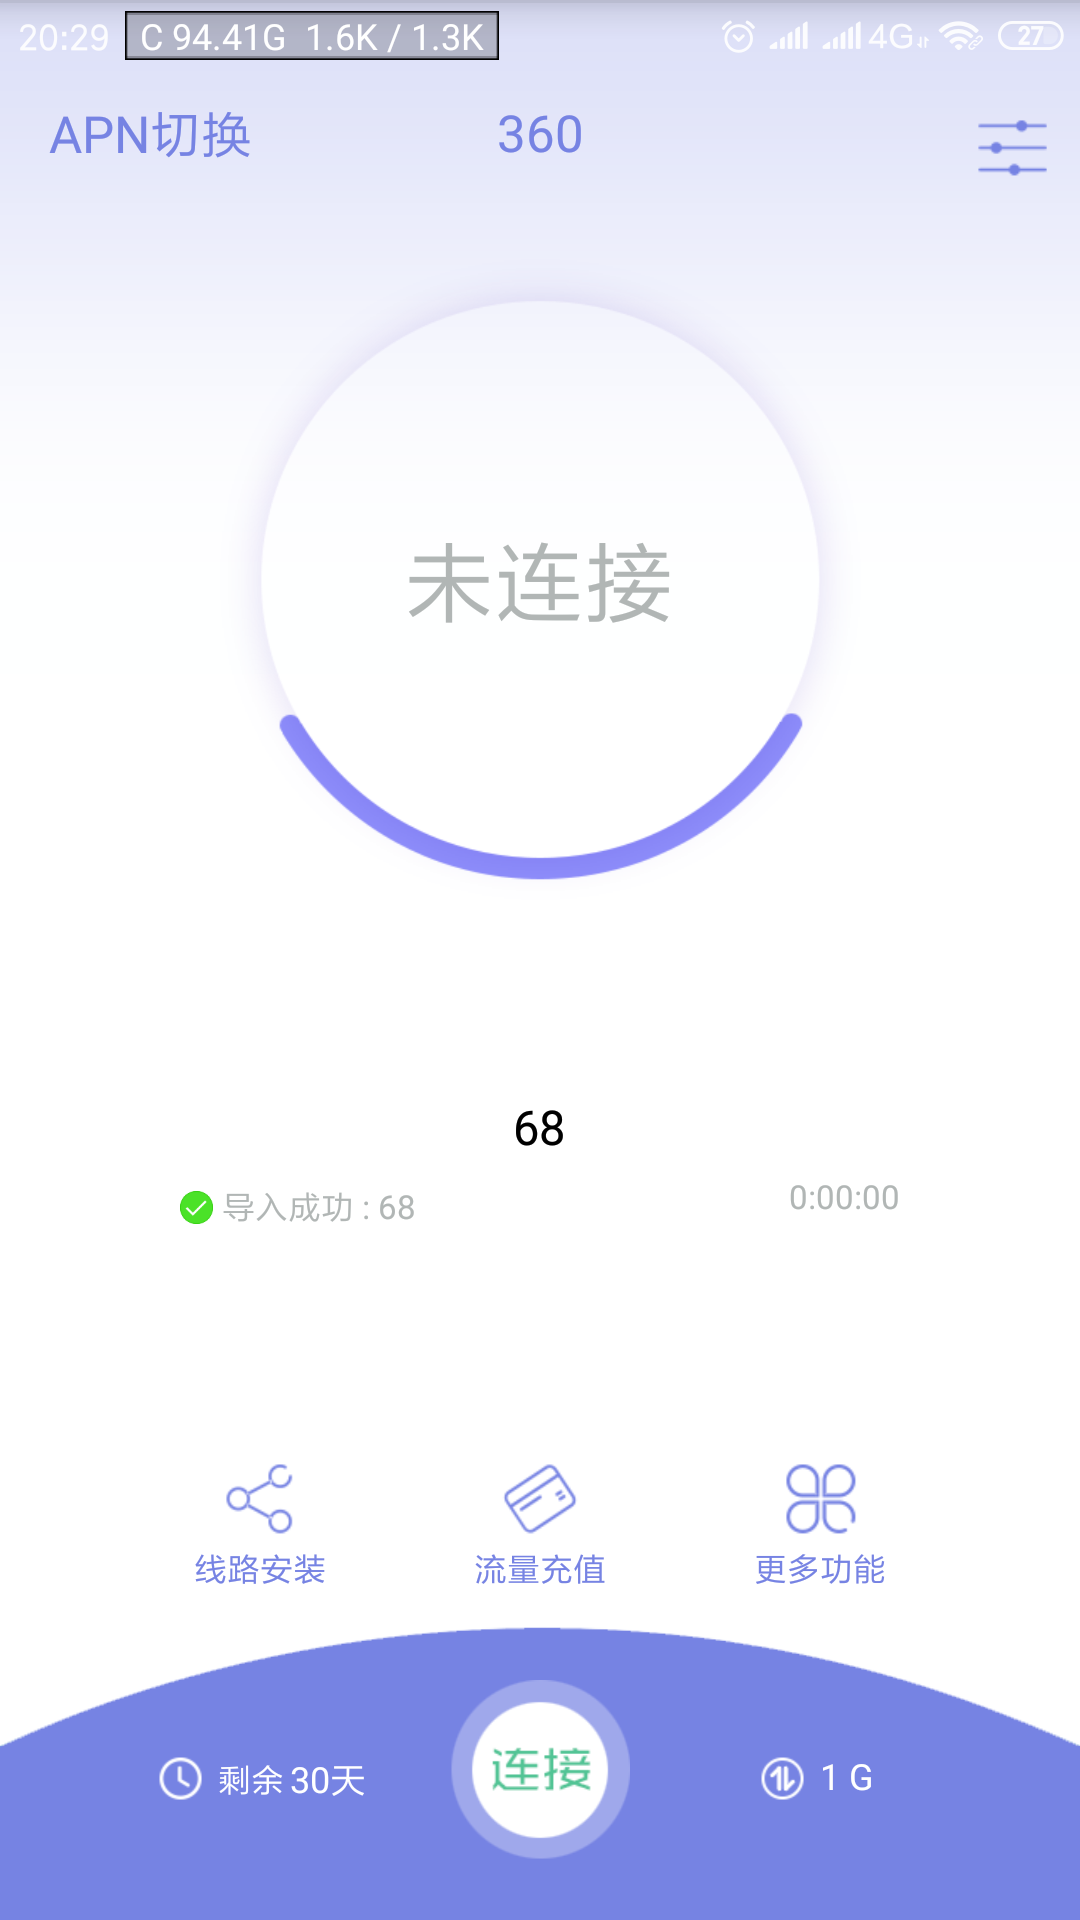 20:29 C 94.41G 1.6K / 1.3K 4G 27
APN切换 360
未连接
68
导入成功 : 68 0:00:00
线路安装 流量充值 更多功能
剩余 30天 连接 1 G